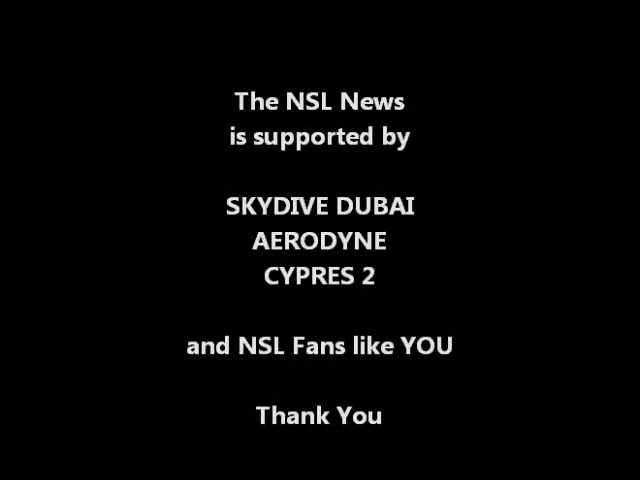 The NSL News
is supported by
SKYDIVE DUBAI
AERODYNE
CYPRES 2
and NSL Fans like YOU
Thank You